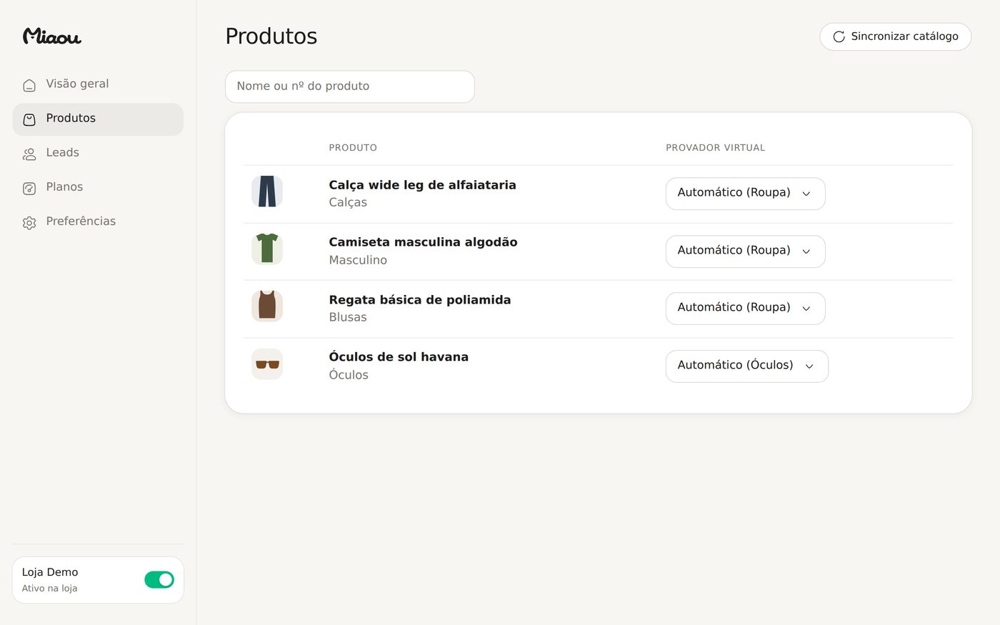 Miaou
Visão geral
Produtos
Leads
Planos
Preferências
Loja Demo
Ativo na loja
Produtos
Sincronizar catálogo
Nome ou nº do produto
PRODUTO
PROVADOR VIRTUAL
Calça wide leg de alfaiataria
Calças
Automático (Roupa)
Camiseta masculina algodão
Masculino
Automático (Roupa)
Regata básica de poliamida
Blusas
Automático (Roupa)
Óculos de sol havana
Óculos
Automático (Óculos)